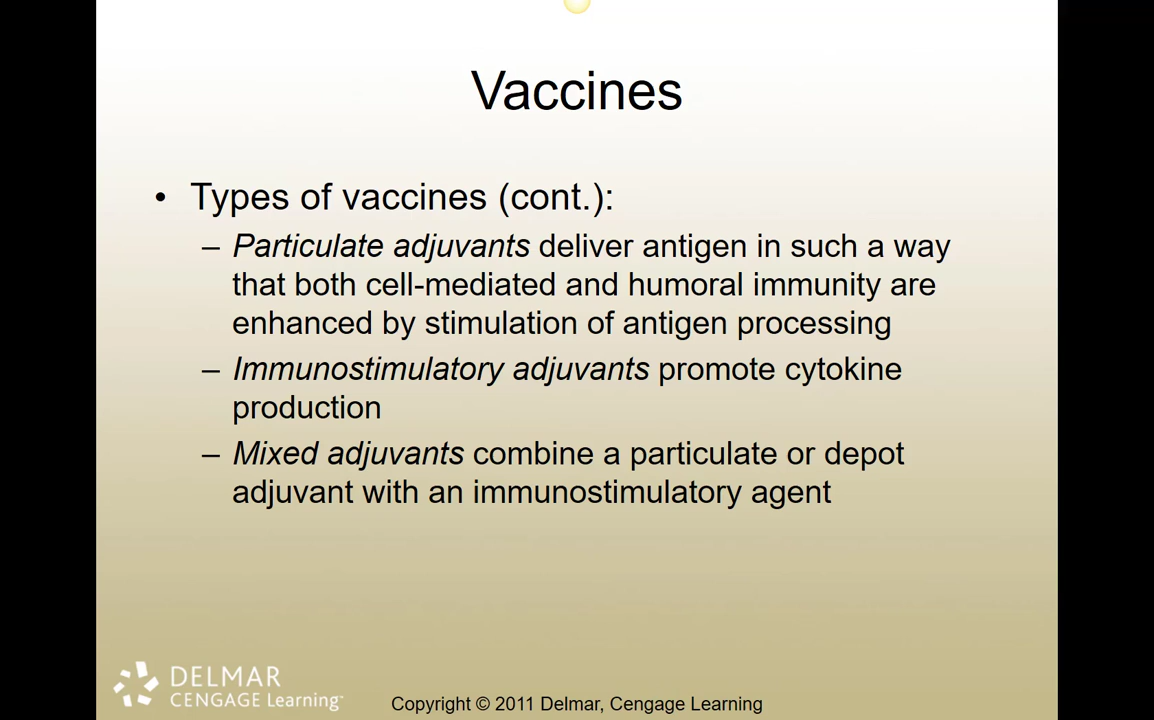 Vaccines
• Types of vaccines (cont.):
– Particulate adjuvants deliver antigen in such a way
that both cell-mediated and humoral immunity are
enhanced by stimulation of antigen processing
– Immunostimulatory adjuvants promote cytokine
production
– Mixed adjuvants combine a particulate or depot
adjuvant with an immunostimulatory agent
DELMAR
CENGAGE Learning™
Copyright © 2011 Delmar, Cengage Learning